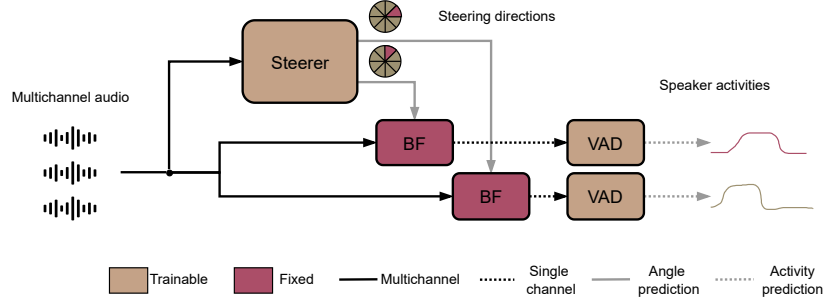 Steering directions
Steerer
Multichannel audio
Speaker activities
BF
VAD
BF
VAD
Trainable
Fixed
Multichannel
Single
channel
Angle
prediction
Activity
prediction